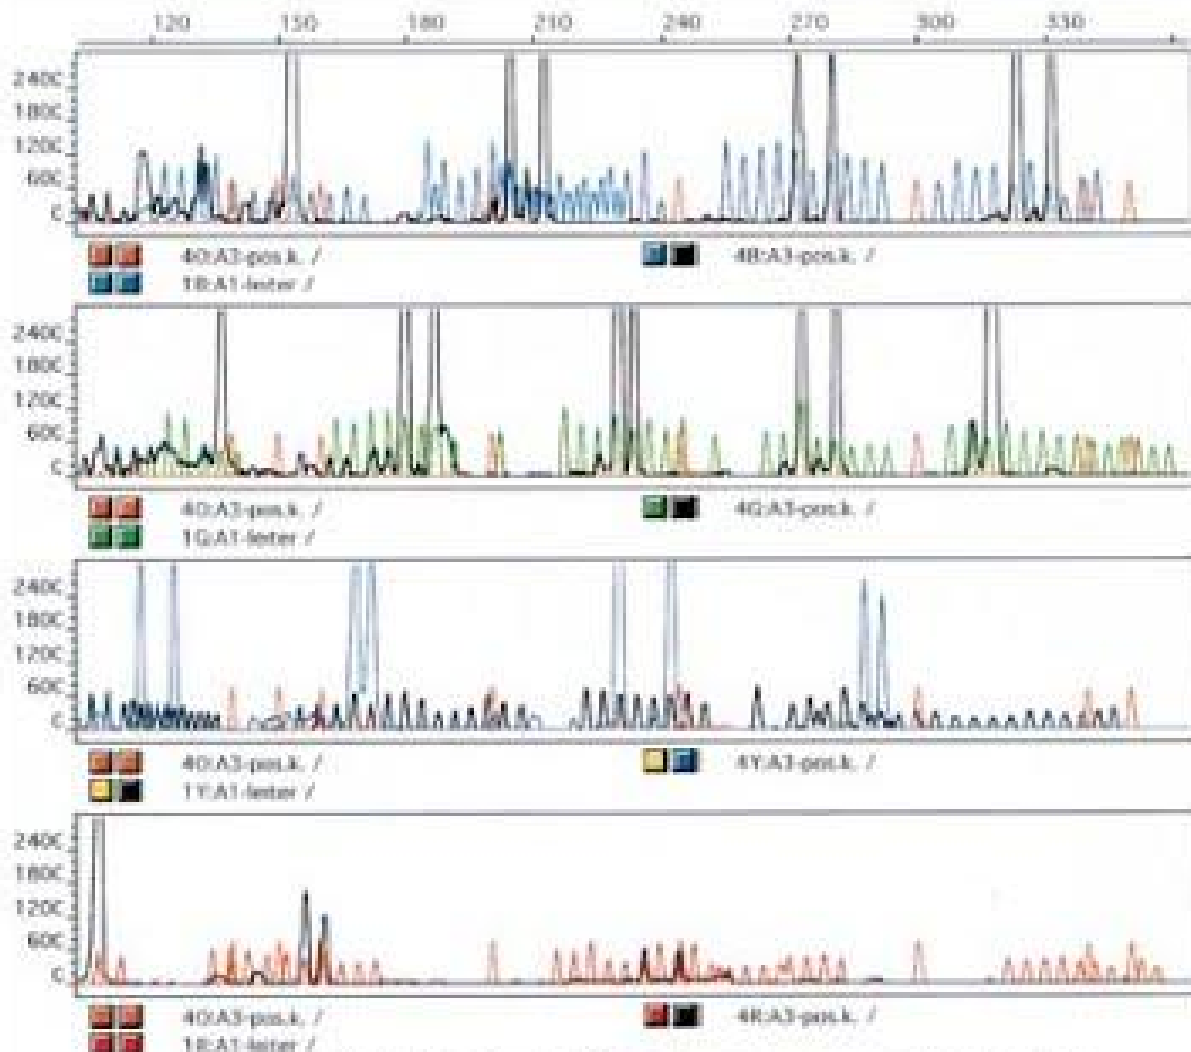 120 150 180 210 240 270 300 330
240C
180C
120C
60C
C
4O:A3-pos.k. / 4B:A3-pos.k. /
1B:A1-leiter /
240C
180C
120C
60C
C
4O:A3-pos.k. / 4G:A3-pos.k. /
1G:A1-leiter /
240C
180C
120C
60C
C
4O:A3-pos.k. / 4Y:A3-pos.k. /
1Y:A1-leiter /
240C
180C
120C
60C
C
4O:A3-pos.k. / 4R:A3-pos.k. /
1R:A1-leiter /